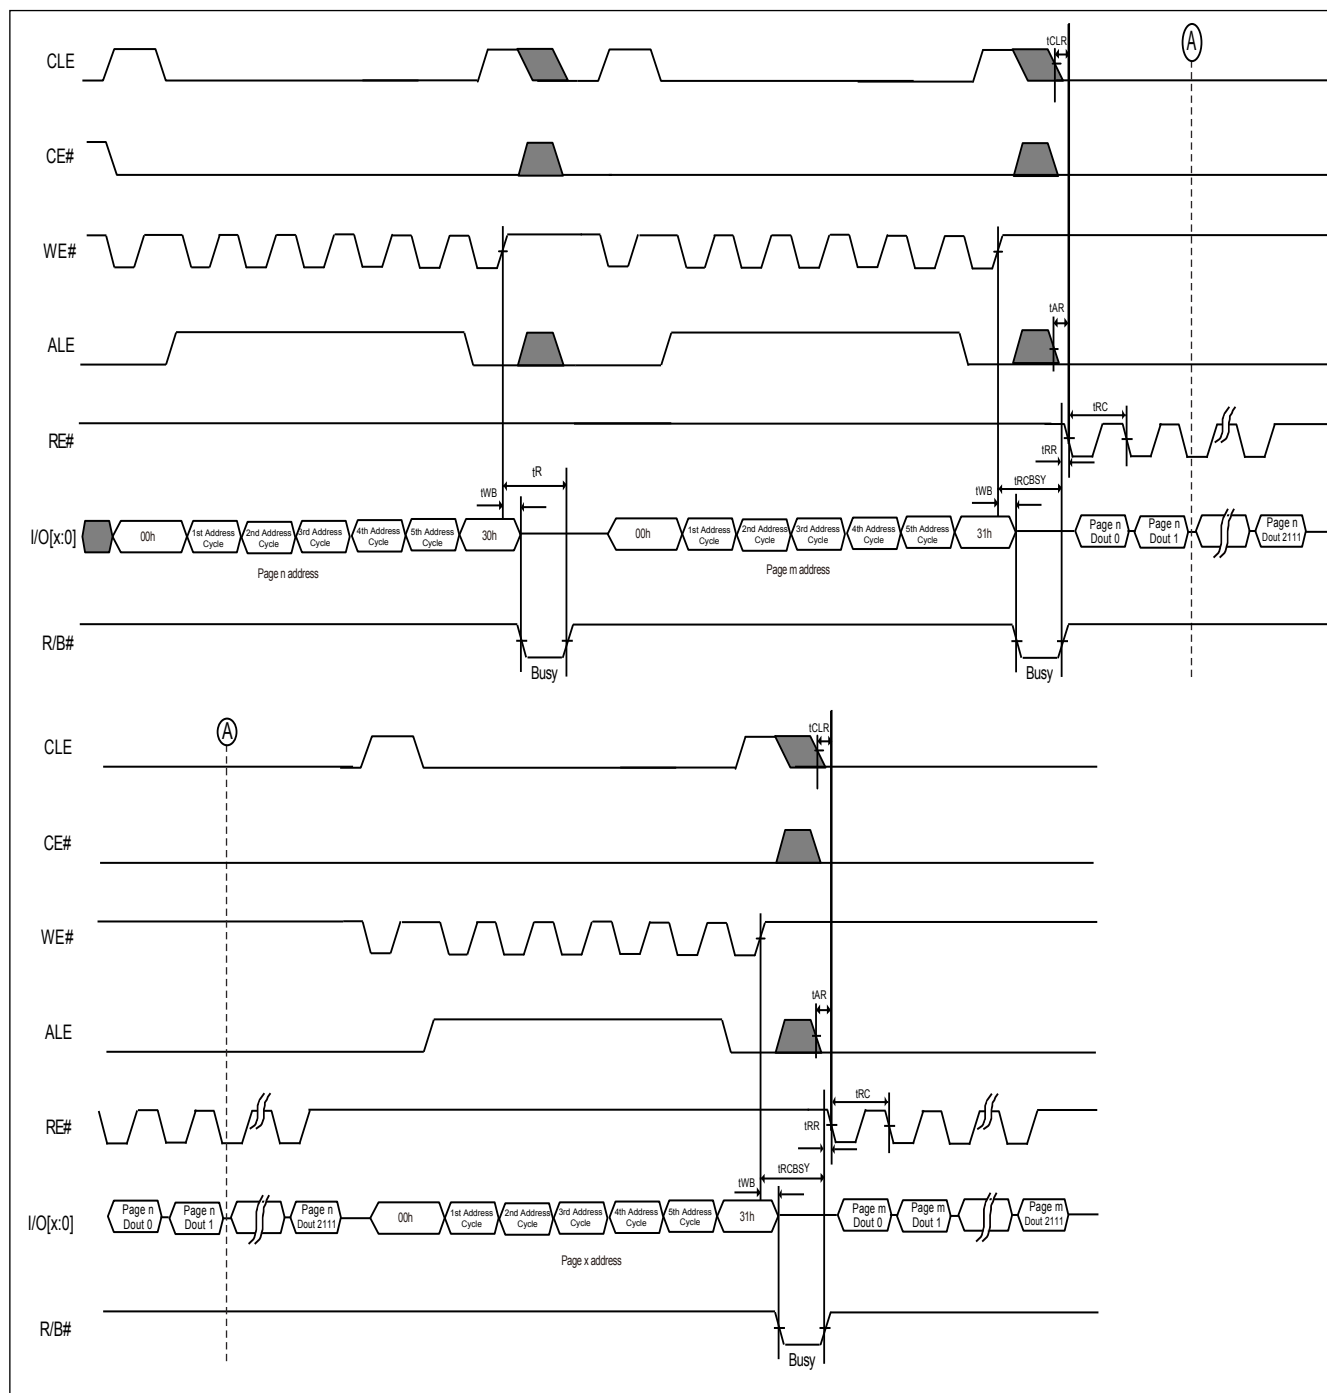 CLE
tCLR
A
CE#
WE#
ALE
tAR
RE#
tRC
tRR
tR
tWB
tRCBSY
tWB
I/O[x:0]
00h
1st Address Cycle
2nd Address Cycle
3rd Address Cycle
4th Address Cycle
5th Address Cycle
30h
00h
1st Address Cycle
2nd Address Cycle
3rd Address Cycle
4th Address Cycle
5th Address Cycle
31h
Page n Dout 0
Page n Dout 1
Page n Dout 2111
Page n address
Page m address
R/B#
Busy
Busy
A
CLE
tCLR
CE#
WE#
ALE
tAR
RE#
tRC
tRR
tRCBSY
tWB
I/O[x:0]
Page n Dout 0
Page n Dout 1
Page n Dout 2111
00h
1st Address Cycle
2nd Address Cycle
3rd Address Cycle
4th Address Cycle
5th Address Cycle
31h
Page m Dout 0
Page m Dout 1
Page m Dout 2111
Page x address
R/B#
Busy